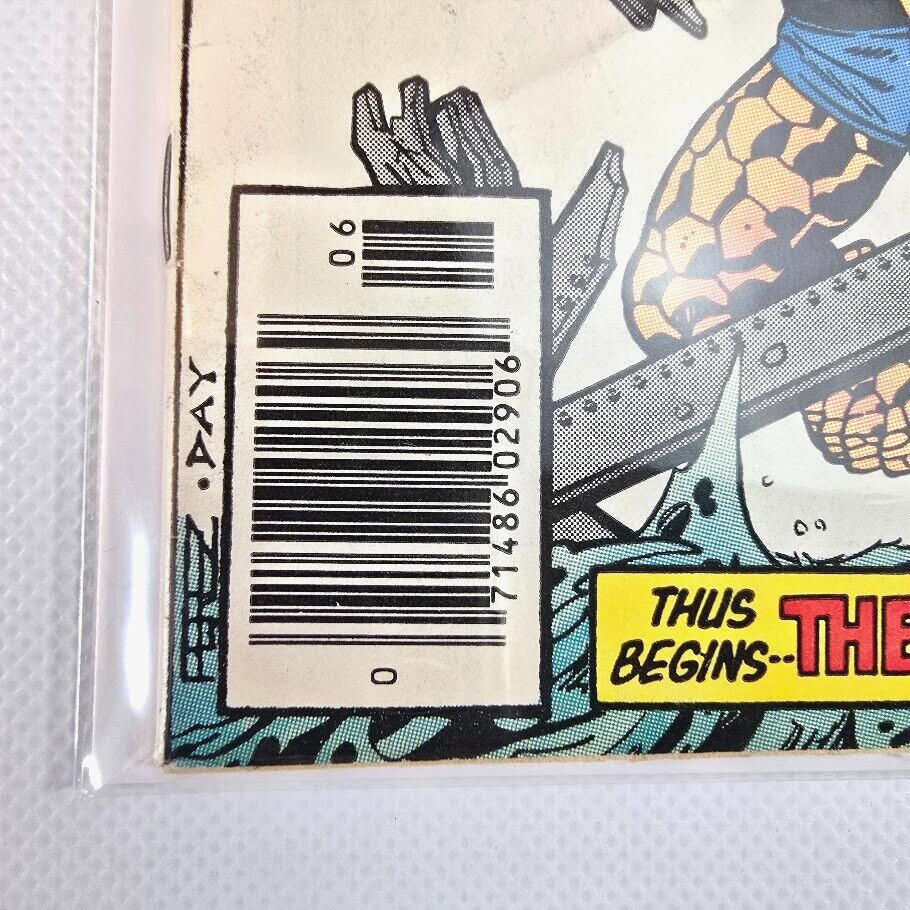 06
71486 02906
0
PEREZ · DAY
THUS
BEGINS--THE